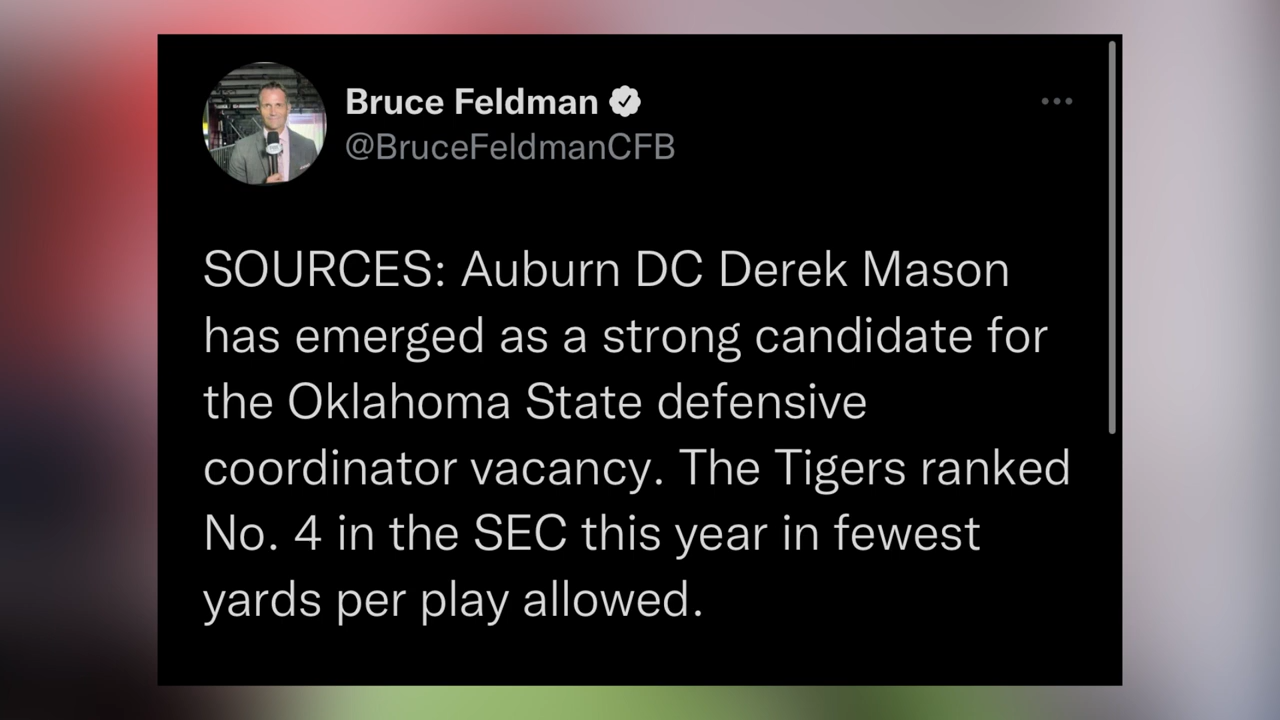 Bruce Feldman
@BruceFeldmanCFB
SOURCES: Auburn DC Derek Mason
has emerged as a strong candidate for
the Oklahoma State defensive
coordinator vacancy. The Tigers ranked
No. 4 in the SEC this year in fewest
yards per play allowed.